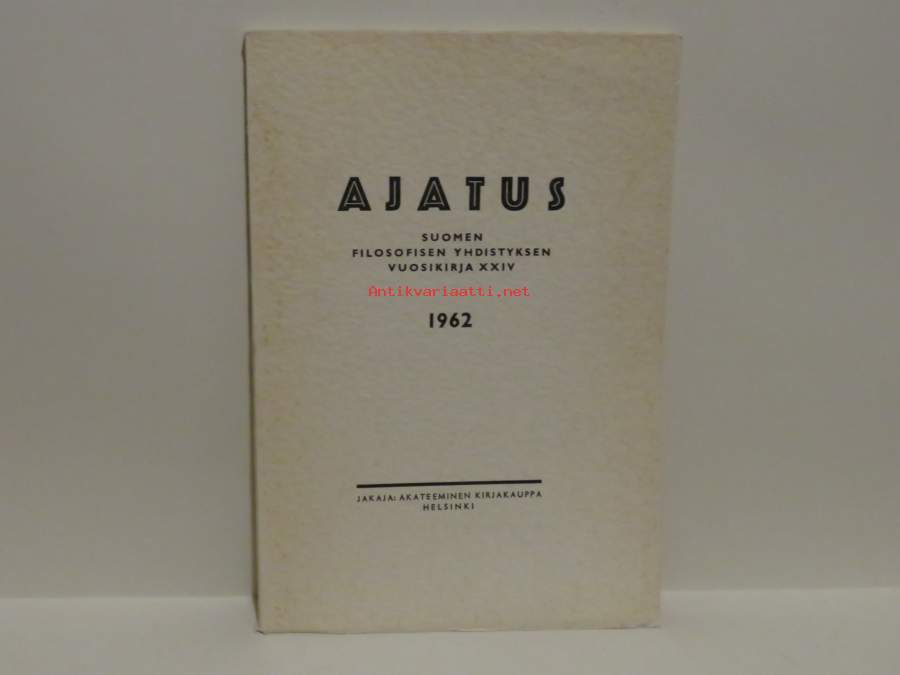 AJATUS
SUOMEN
FILOSOFISEN YHDISTYKSEN
VUOSIKIRJA XXIV
Antikvariaatti.net
1962
JAKAJA: AKATEEMINEN KIRJAKAUPPA
HELSINKI